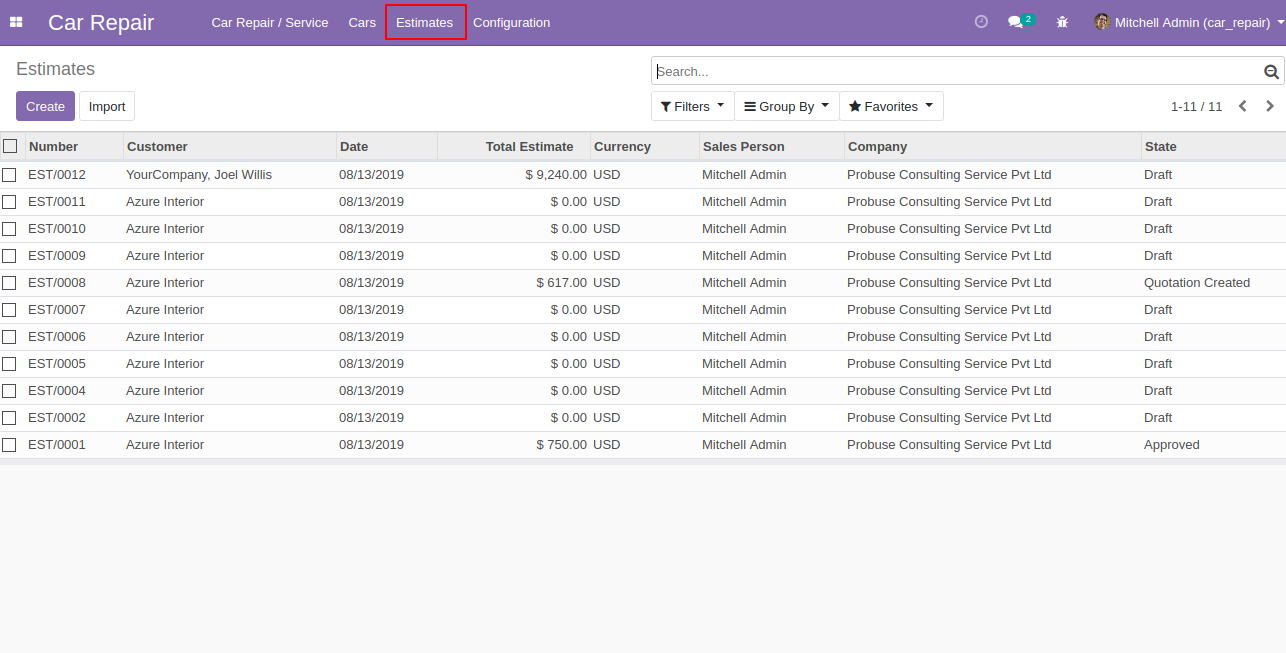 Car Repair Car Repair / Service Cars Estimates Configuration 2 Mitchell Admin (car_repair)
Estimates Search...
Create Import Filters Group By Favorites 1-11 / 11
Number Customer Date Total Estimate Currency Sales Person Company State
EST/0012 YourCompany, Joel Willis 08/13/2019 $ 9,240.00 USD Mitchell Admin Probuse Consulting Service Pvt Ltd Draft
EST/0011 Azure Interior 08/13/2019 $ 0.00 USD Mitchell Admin Probuse Consulting Service Pvt Ltd Draft
EST/0010 Azure Interior 08/13/2019 $ 0.00 USD Mitchell Admin Probuse Consulting Service Pvt Ltd Draft
EST/0009 Azure Interior 08/13/2019 $ 0.00 USD Mitchell Admin Probuse Consulting Service Pvt Ltd Draft
EST/0008 Azure Interior 08/13/2019 $ 617.00 USD Mitchell Admin Probuse Consulting Service Pvt Ltd Quotation Created
EST/0007 Azure Interior 08/13/2019 $ 0.00 USD Mitchell Admin Probuse Consulting Service Pvt Ltd Draft
EST/0006 Azure Interior 08/13/2019 $ 0.00 USD Mitchell Admin Probuse Consulting Service Pvt Ltd Draft
EST/0005 Azure Interior 08/13/2019 $ 0.00 USD Mitchell Admin Probuse Consulting Service Pvt Ltd Draft
EST/0004 Azure Interior 08/13/2019 $ 0.00 USD Mitchell Admin Probuse Consulting Service Pvt Ltd Draft
EST/0002 Azure Interior 08/13/2019 $ 0.00 USD Mitchell Admin Probuse Consulting Service Pvt Ltd Draft
EST/0001 Azure Interior 08/13/2019 $ 750.00 USD Mitchell Admin Probuse Consulting Service Pvt Ltd Approved